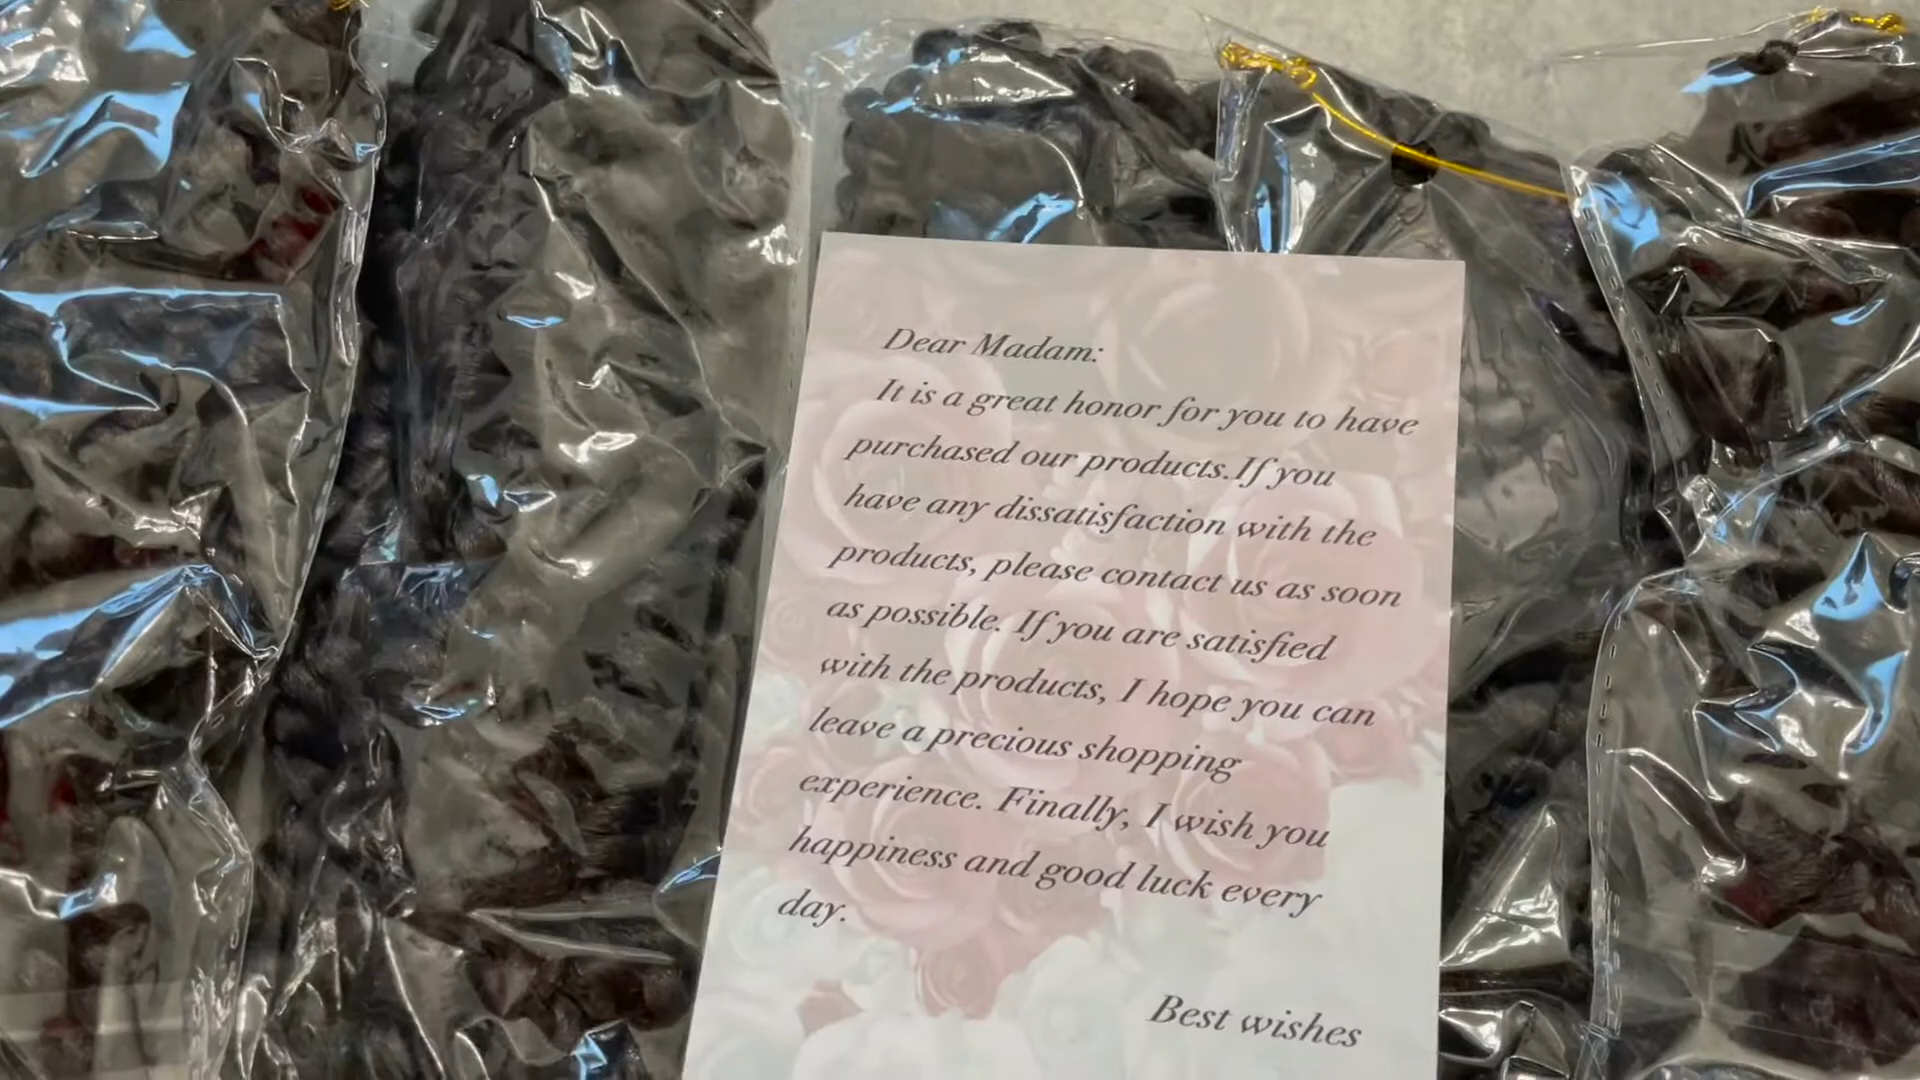 Dear Madam:
It is a great honor for you to have
purchased our products.If you
have any dissatisfaction with the
products, please contact us as soon
as possible. If you are satisfied
with the products, I hope you can
leave a precious shopping
experience. Finally, I wish you
happiness and good luck every
day.
Best wishes